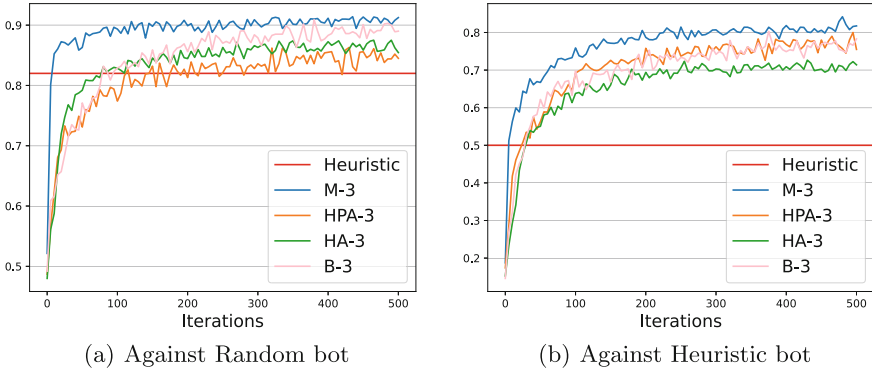 0.9
0.8
0.7
0.6
0.5
Heuristic
M-3
HPA-3
HA-3
B-3
0 100 200 300 400 500
Iterations
(a) Against Random bot
0.8
0.7
0.6
0.5
0.4
0.3
0.2
Heuristic
M-3
HPA-3
HA-3
B-3
0 100 200 300 400 500
Iterations
(b) Against Heuristic bot